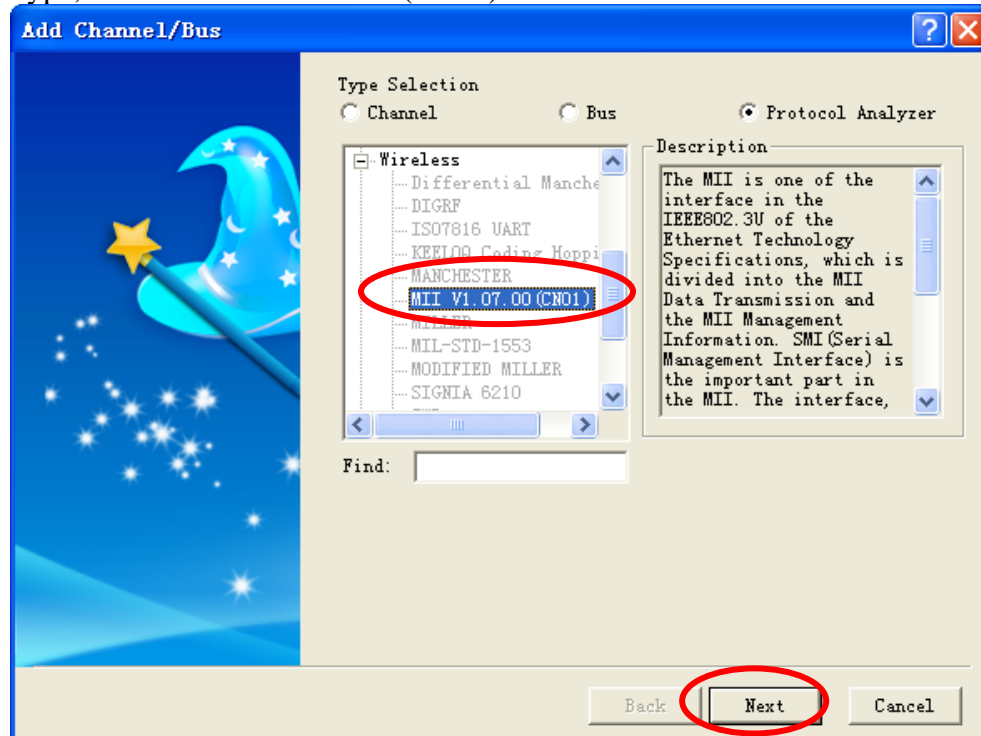 Add Channel/Bus
Type Selection
Channel
Bus
Protocol Analyzer
Wireless
Differential Manche
DIGRF
ISO7816 UART
KEELOQ Coding Hoppi
MANCHESTER
MII V1.07.00(CN01)
MILLER
MIL-STD-1553
MODIFIED MILLER
SIGNIA 6210
Find:
Description
The MII is one of the
interface in the
IEEE802.3U of the
Ethernet Technology
Specifications, which is
divided into the MII
Data Transmission and
the MII Management
Information. SMI(Serial
Management Interface) is
the important part in
the MII. The interface,
Back
Next
Cancel